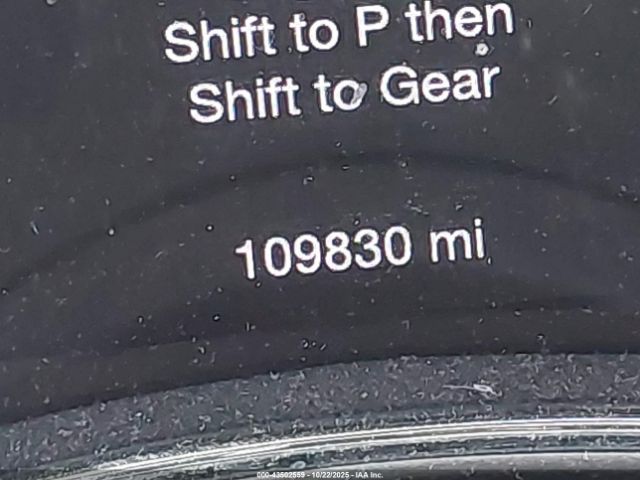 Shift to P then
Shift to Gear
109830 mi
000-43502559 - 10/22/2025 - IAA Inc.